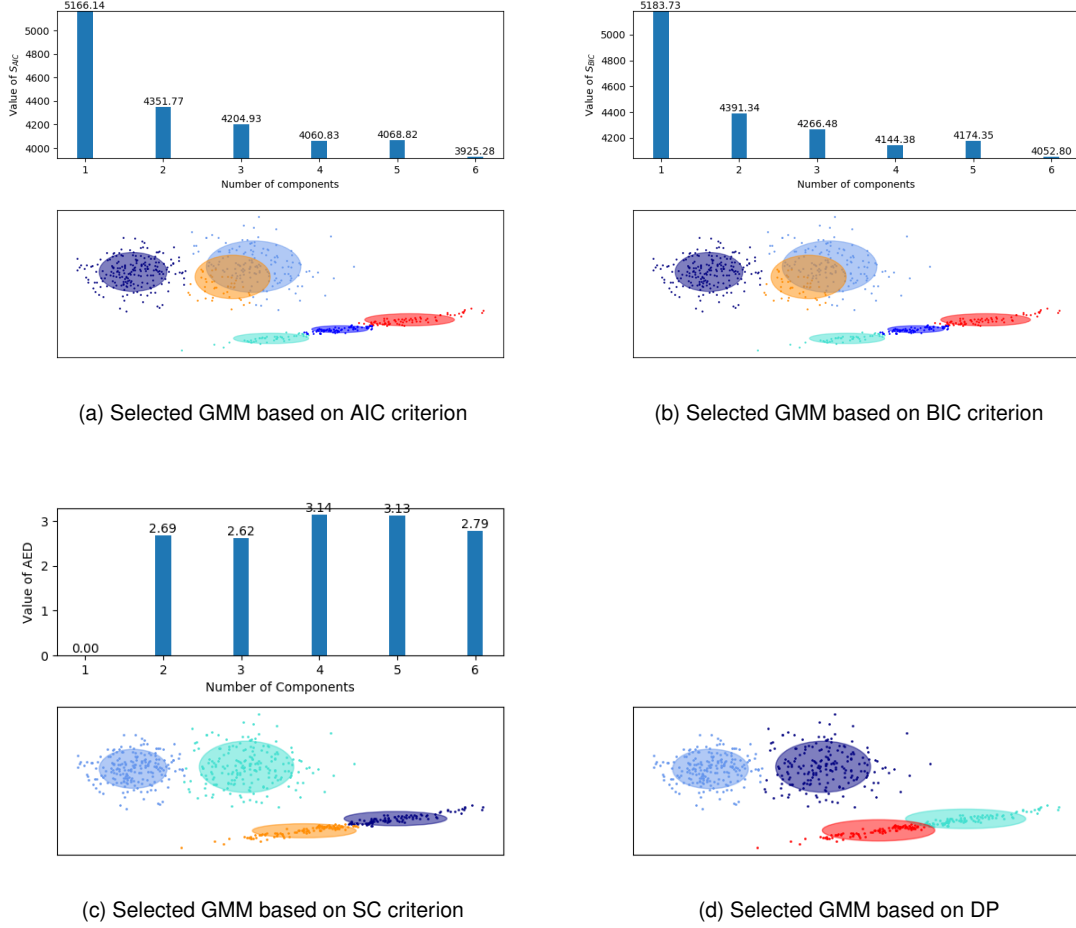 5166.14
5000
4800
4600
4400
4200
4000
Value of S_AIC
4351.77
4204.93
4060.83
4068.82
3925.28
1 2 3 4 5 6
Number of components
5183.73
5000
4800
4600
4400
4200
Value of S_BIC
4391.34
4266.48
4144.38
4174.35
4052.80
1 2 3 4 5 6
Number of components
(a) Selected GMM based on AIC criterion
(b) Selected GMM based on BIC criterion
3
2
1
0
Value of AED
0.00
2.69
2.62
3.14
3.13
2.79
1 2 3 4 5 6
Number of Components
(c) Selected GMM based on SC criterion
(d) Selected GMM based on DP